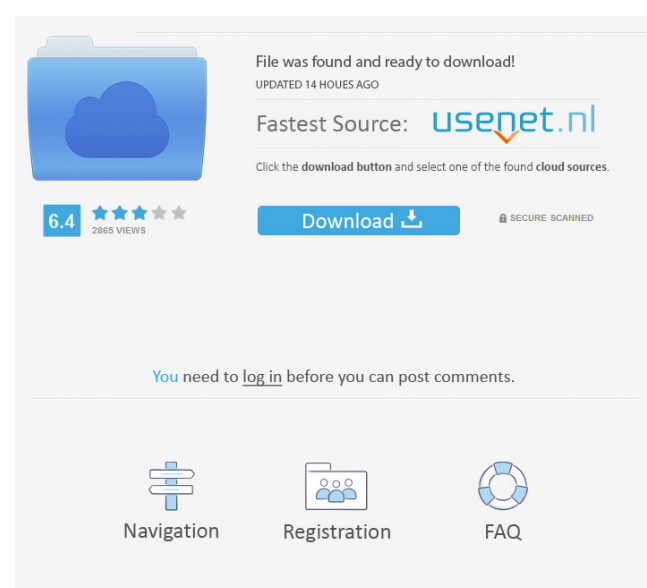 File was found and ready to download!
UPDATED 14 HOUES AGO
Fastest Source: usenet.nl
Click the download button and select one of the found cloud sources.
6.4
2865 VIEWS
Download
SECURE SCANNED
You need to log in before you can post comments.
Navigation
Registration
FAQ